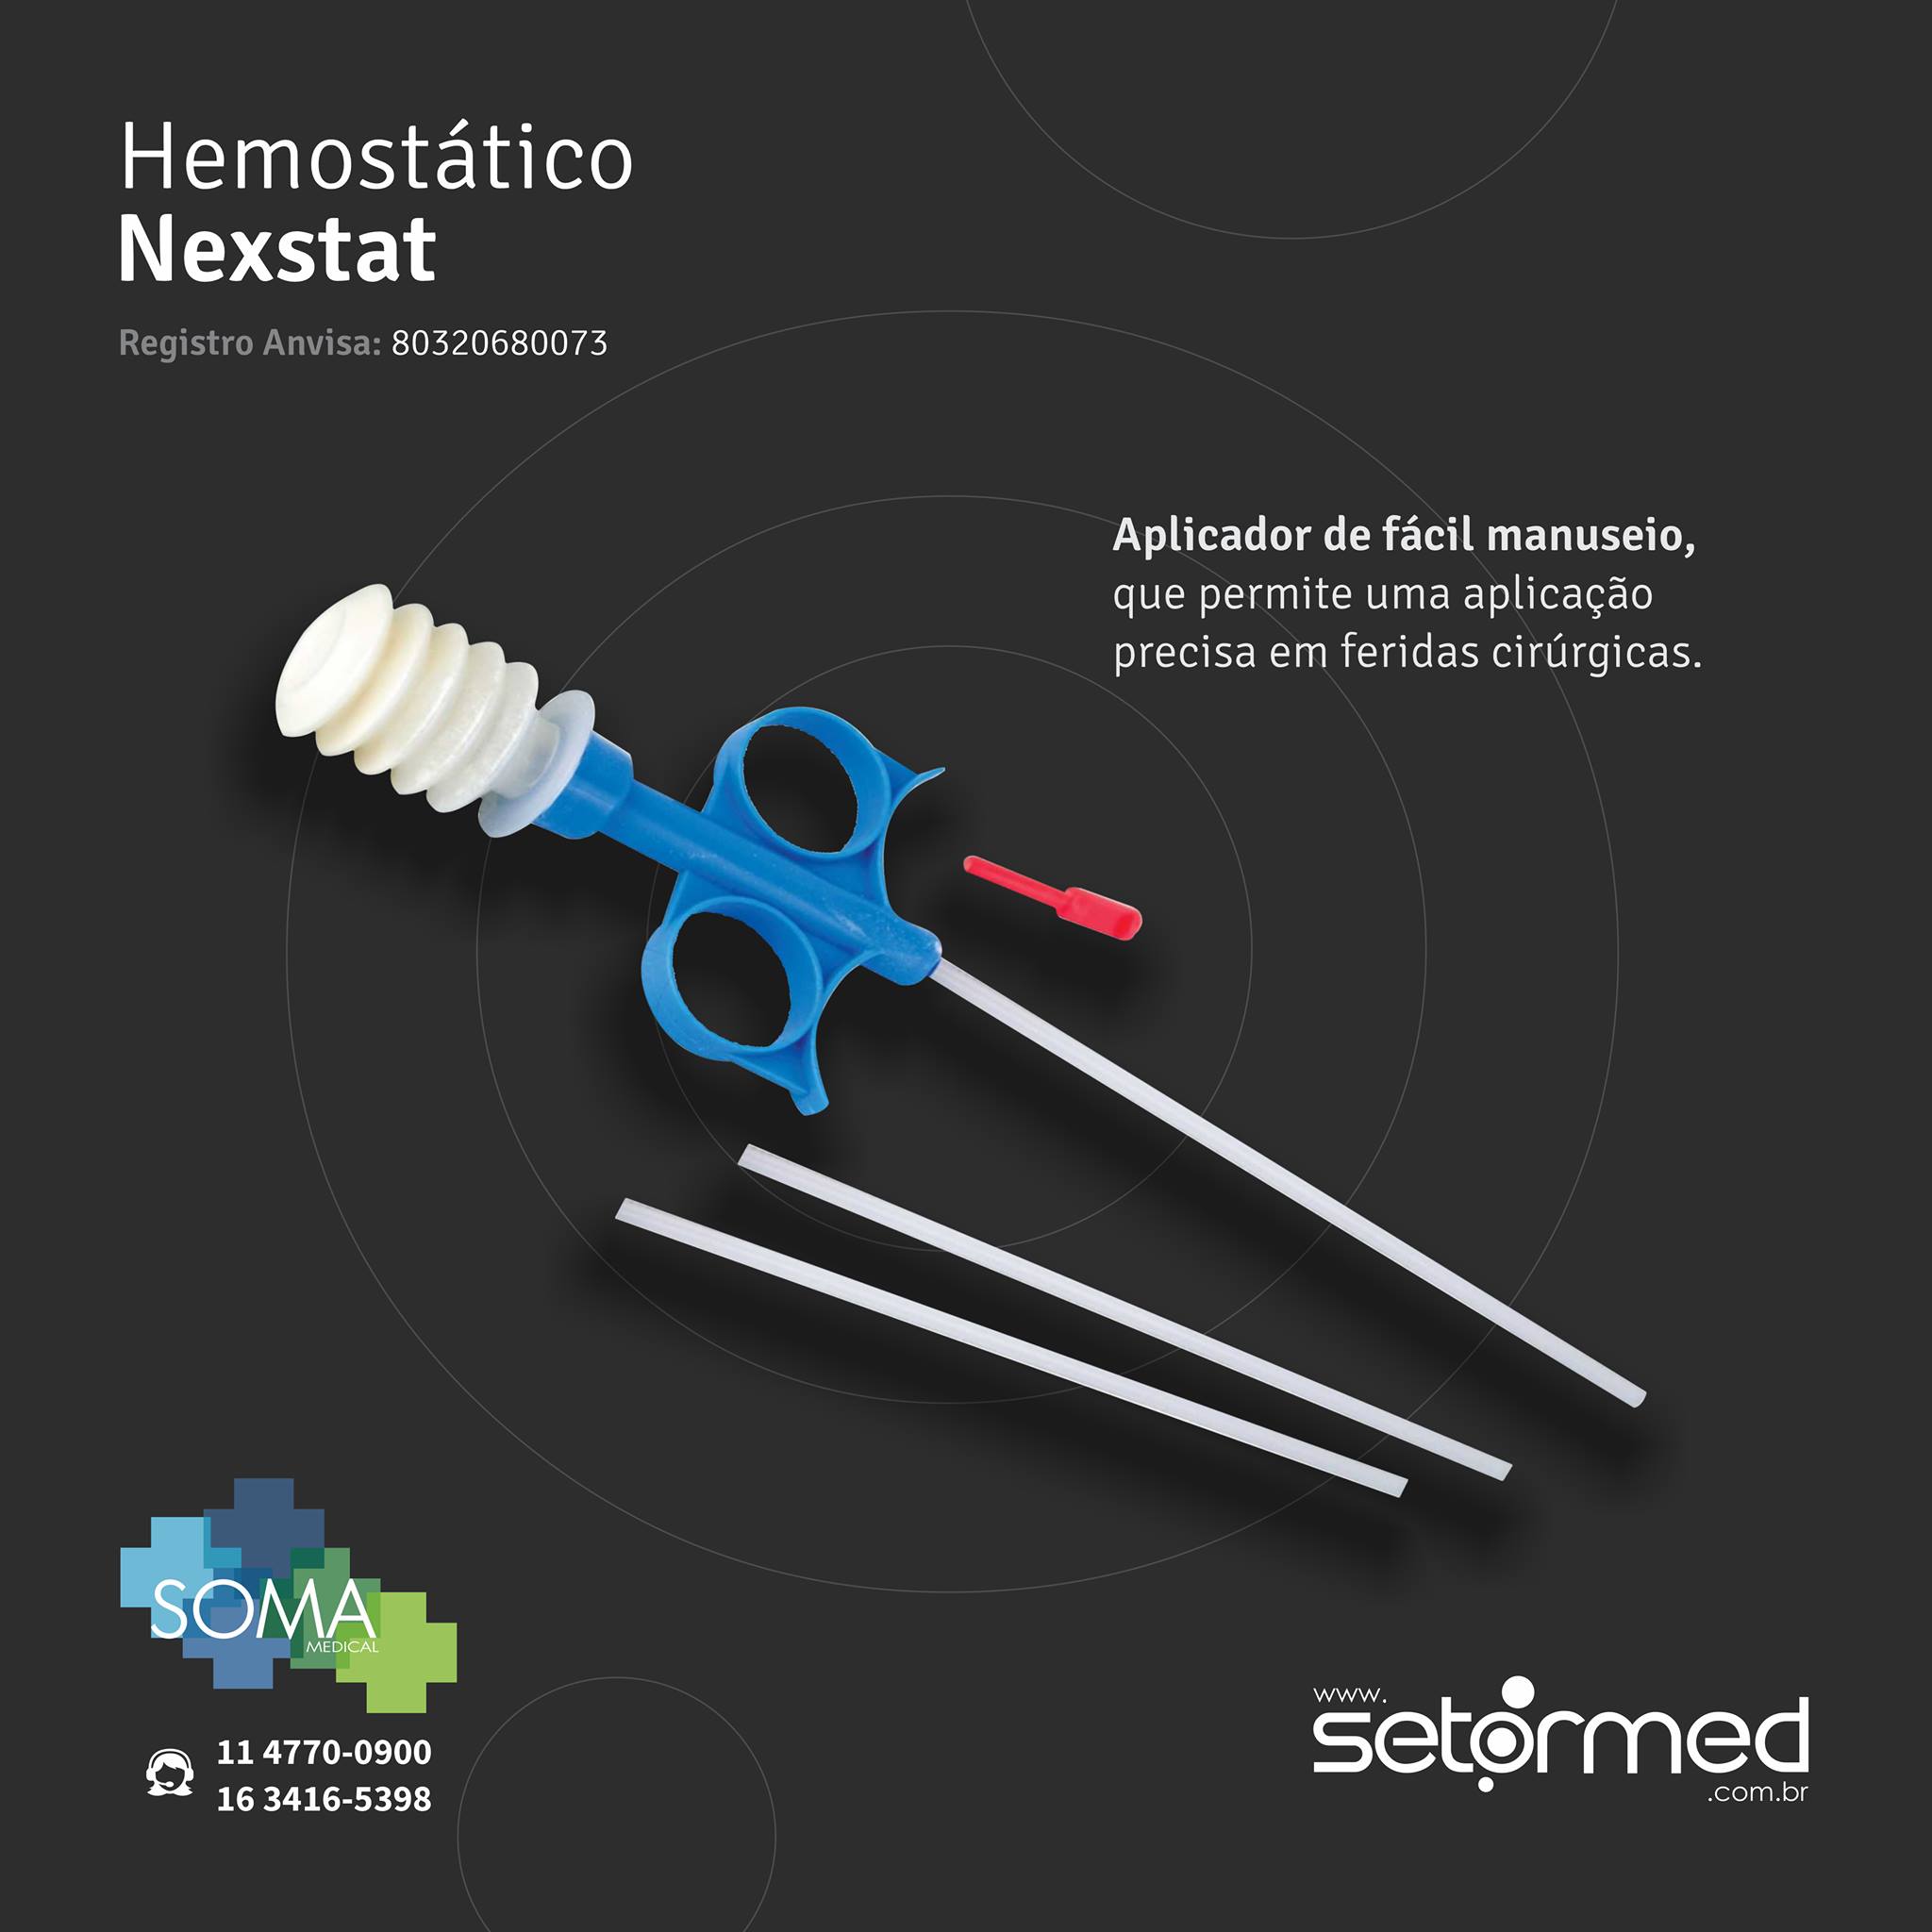 Hemostático
Nexstat
Registro Anvisa: 80320680073
Aplicador de fácil manuseio,
que permite uma aplicação
precisa em feridas cirúrgicas.
SOMA
MEDICAL
11 4770-0900
16 3416-5398
www.
setormed
.com.br